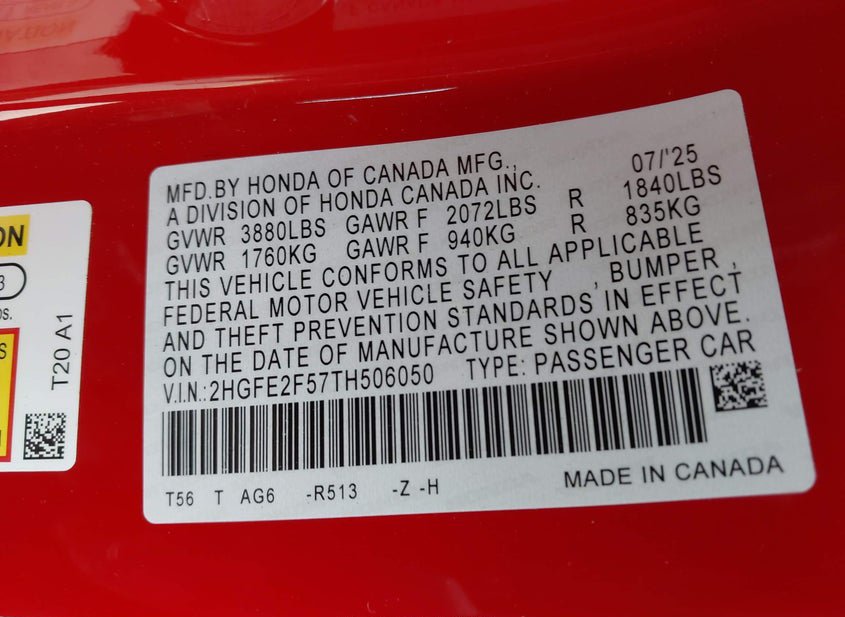 MFD.BY HONDA OF CANADA MFG., 07/'25
A DIVISION OF HONDA CANADA INC.
GVWR 3880LBS GAWR F 2072LBS R 1840LBS
GVWR 1760KG GAWR F 940KG R 835KG
THIS VEHICLE CONFORMS TO ALL APPLICABLE
FEDERAL MOTOR VEHICLE SAFETY , BUMPER ,
AND THEFT PREVENTION STANDARDS IN EFFECT
ON THE DATE OF MANUFACTURE SHOWN ABOVE.
V.I.N.:2HGFE2F57TH506050 TYPE: PASSENGER CAR
T56 T AG6 -R513 -Z -H MADE IN CANADA
ON
3
S
T20 A1